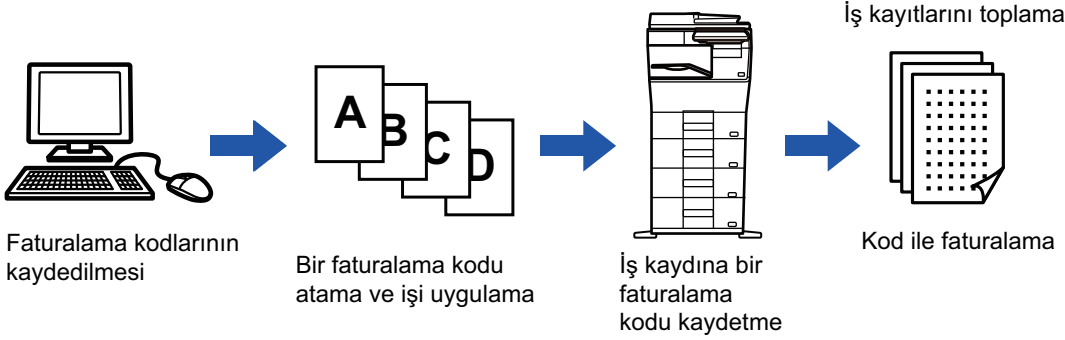 İş kayıtlarını toplama
A
B
C
D
Faturalama kodlarının
kaydedilmesi
Bir faturalama kodu
atama ve işi uygulama
İş kaydına bir
faturalama
kodu kaydetme
Kod ile faturalama